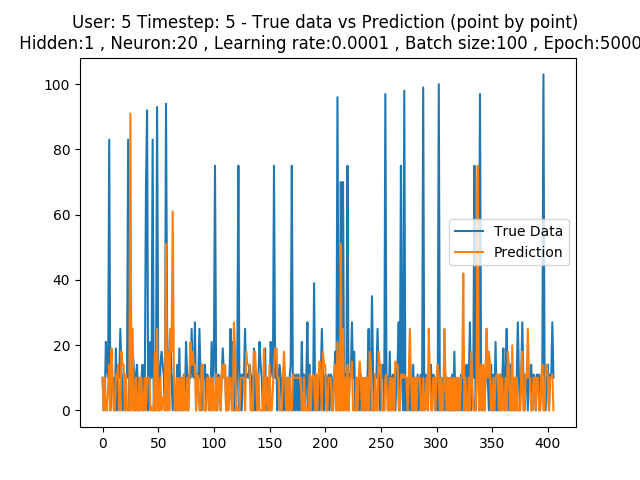 User: 5 Timestep: 5 - True data vs Prediction (point by point)
Hidden:1 , Neuron:20 , Learning rate:0.0001 , Batch size:100 , Epoch:5000
100
80
60
40
20
0
True Data
Prediction
0 50 100 150 200 250 300 350 400